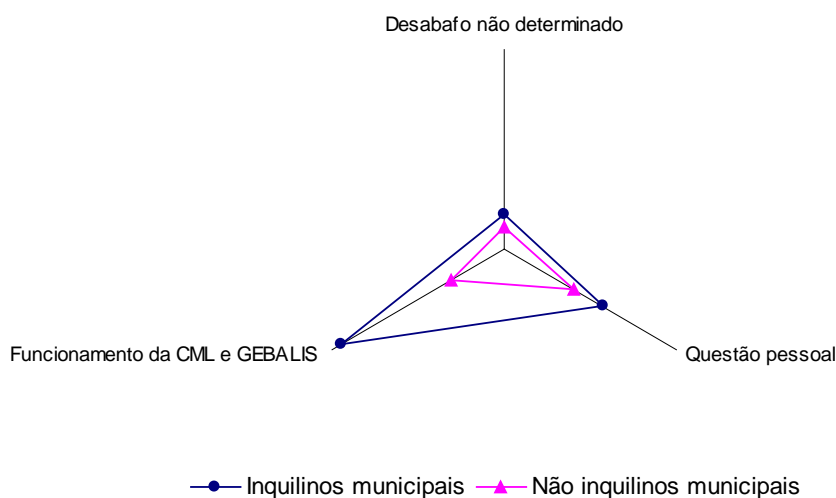 Desabafo não determinado
Funcionamento da CML e GEBALIS
Questão pessoal
Inquilinos municipais
Não inquilinos municipais